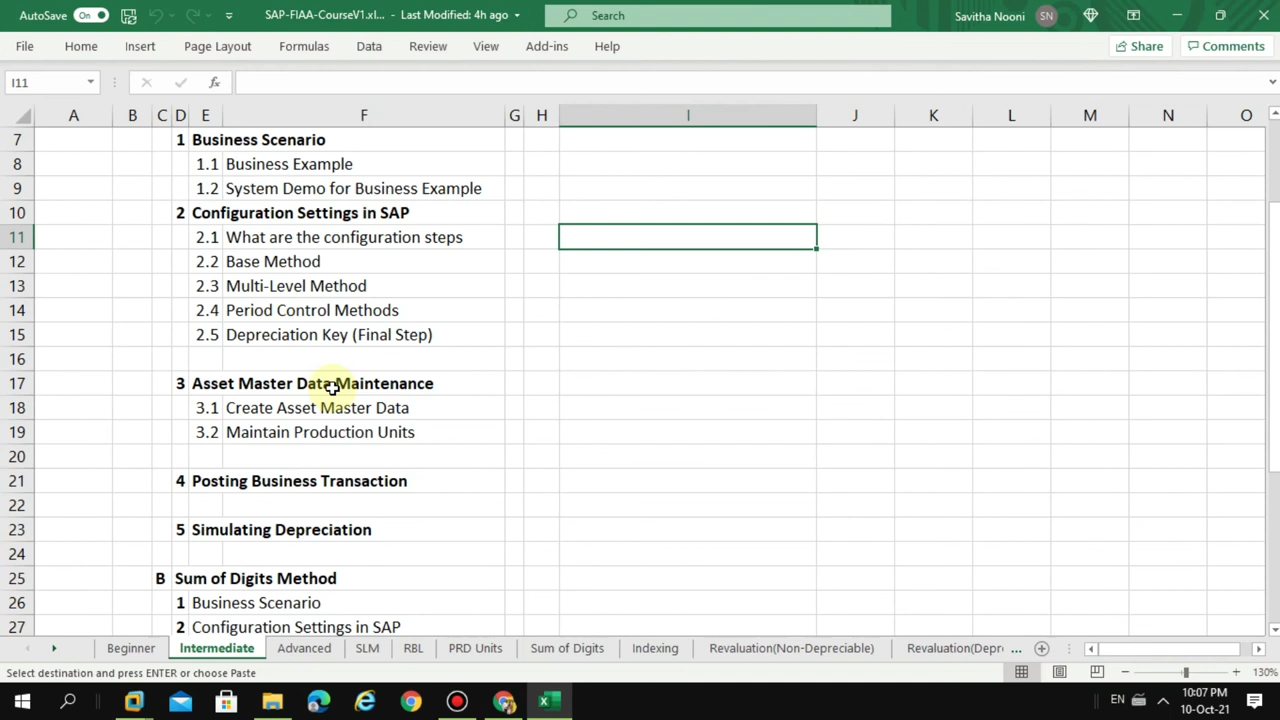 AutoSave On SAP-FIAA-CourseV1.xl... - Last Modified: 4h ago Search Savitha Nooni SN
File Home Insert Page Layout Formulas Data Review View Add-ins Help Share Comments
I11 fx
A B C D E F G H I J K L M N O
7 1 Business Scenario
8 1.1 Business Example
9 1.2 System Demo for Business Example
10 2 Configuration Settings in SAP
11 2.1 What are the configuration steps
12 2.2 Base Method
13 2.3 Multi-Level Method
14 2.4 Period Control Methods
15 2.5 Depreciation Key (Final Step)
16
17 3 Asset Master Data Maintenance
18 3.1 Create Asset Master Data
19 3.2 Maintain Production Units
20
21 4 Posting Business Transaction
22
23 5 Simulating Depreciation
24
25 B Sum of Digits Method
26 1 Business Scenario
27 2 Configuration Settings in SAP
Beginner Intermediate Advanced SLM RBL PRD Units Sum of Digits Indexing Revaluation(Non-Depreciable) Revaluation(Depre ...
Select destination and press ENTER or choose Paste 130%
EN 10:07 PM
10-Oct-21